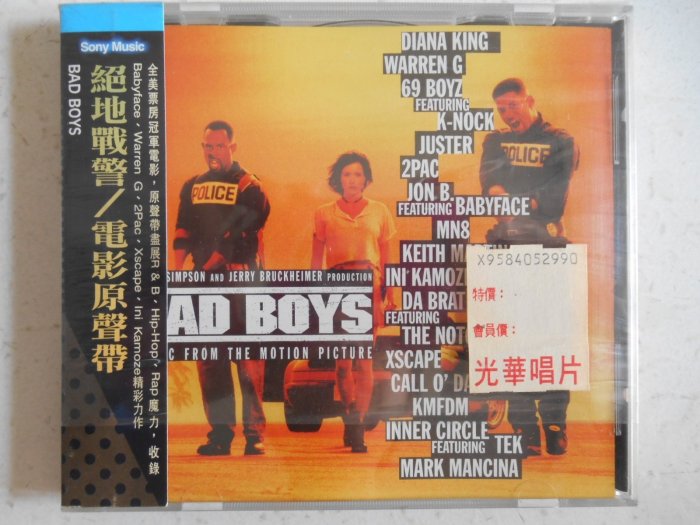 Sony Music
絕地戰警／電影原聲帶
BAD BOYS
全美票房冠軍電影，原聲帶盡展R & B、Hip-Hop、Rap魔力，收錄
Babyface、Warren G、2Pac、Xscape、Ini Kamoze精彩力作
DIANA KING
WARREN G
69 BOYZ
FEATURING
K-NOCK
JUSTER
2PAC
JON B.
FEATURING BABYFACE
MN8
KEITH
INI KAMOZE
DA BRAT
FEATURING
THE
XSCAPE
CALL O' DA
KMFDM
INNER CIRCLE
FEATURING TEK
MARK MANCINA
POLICE
POLICE
SIMPSON AND JERRY BRUCKHEIMER PRODUCTION
AD BOYS
C FROM THE MOTION PICTURE
X9584052990
特價：
會員價：
光華唱片